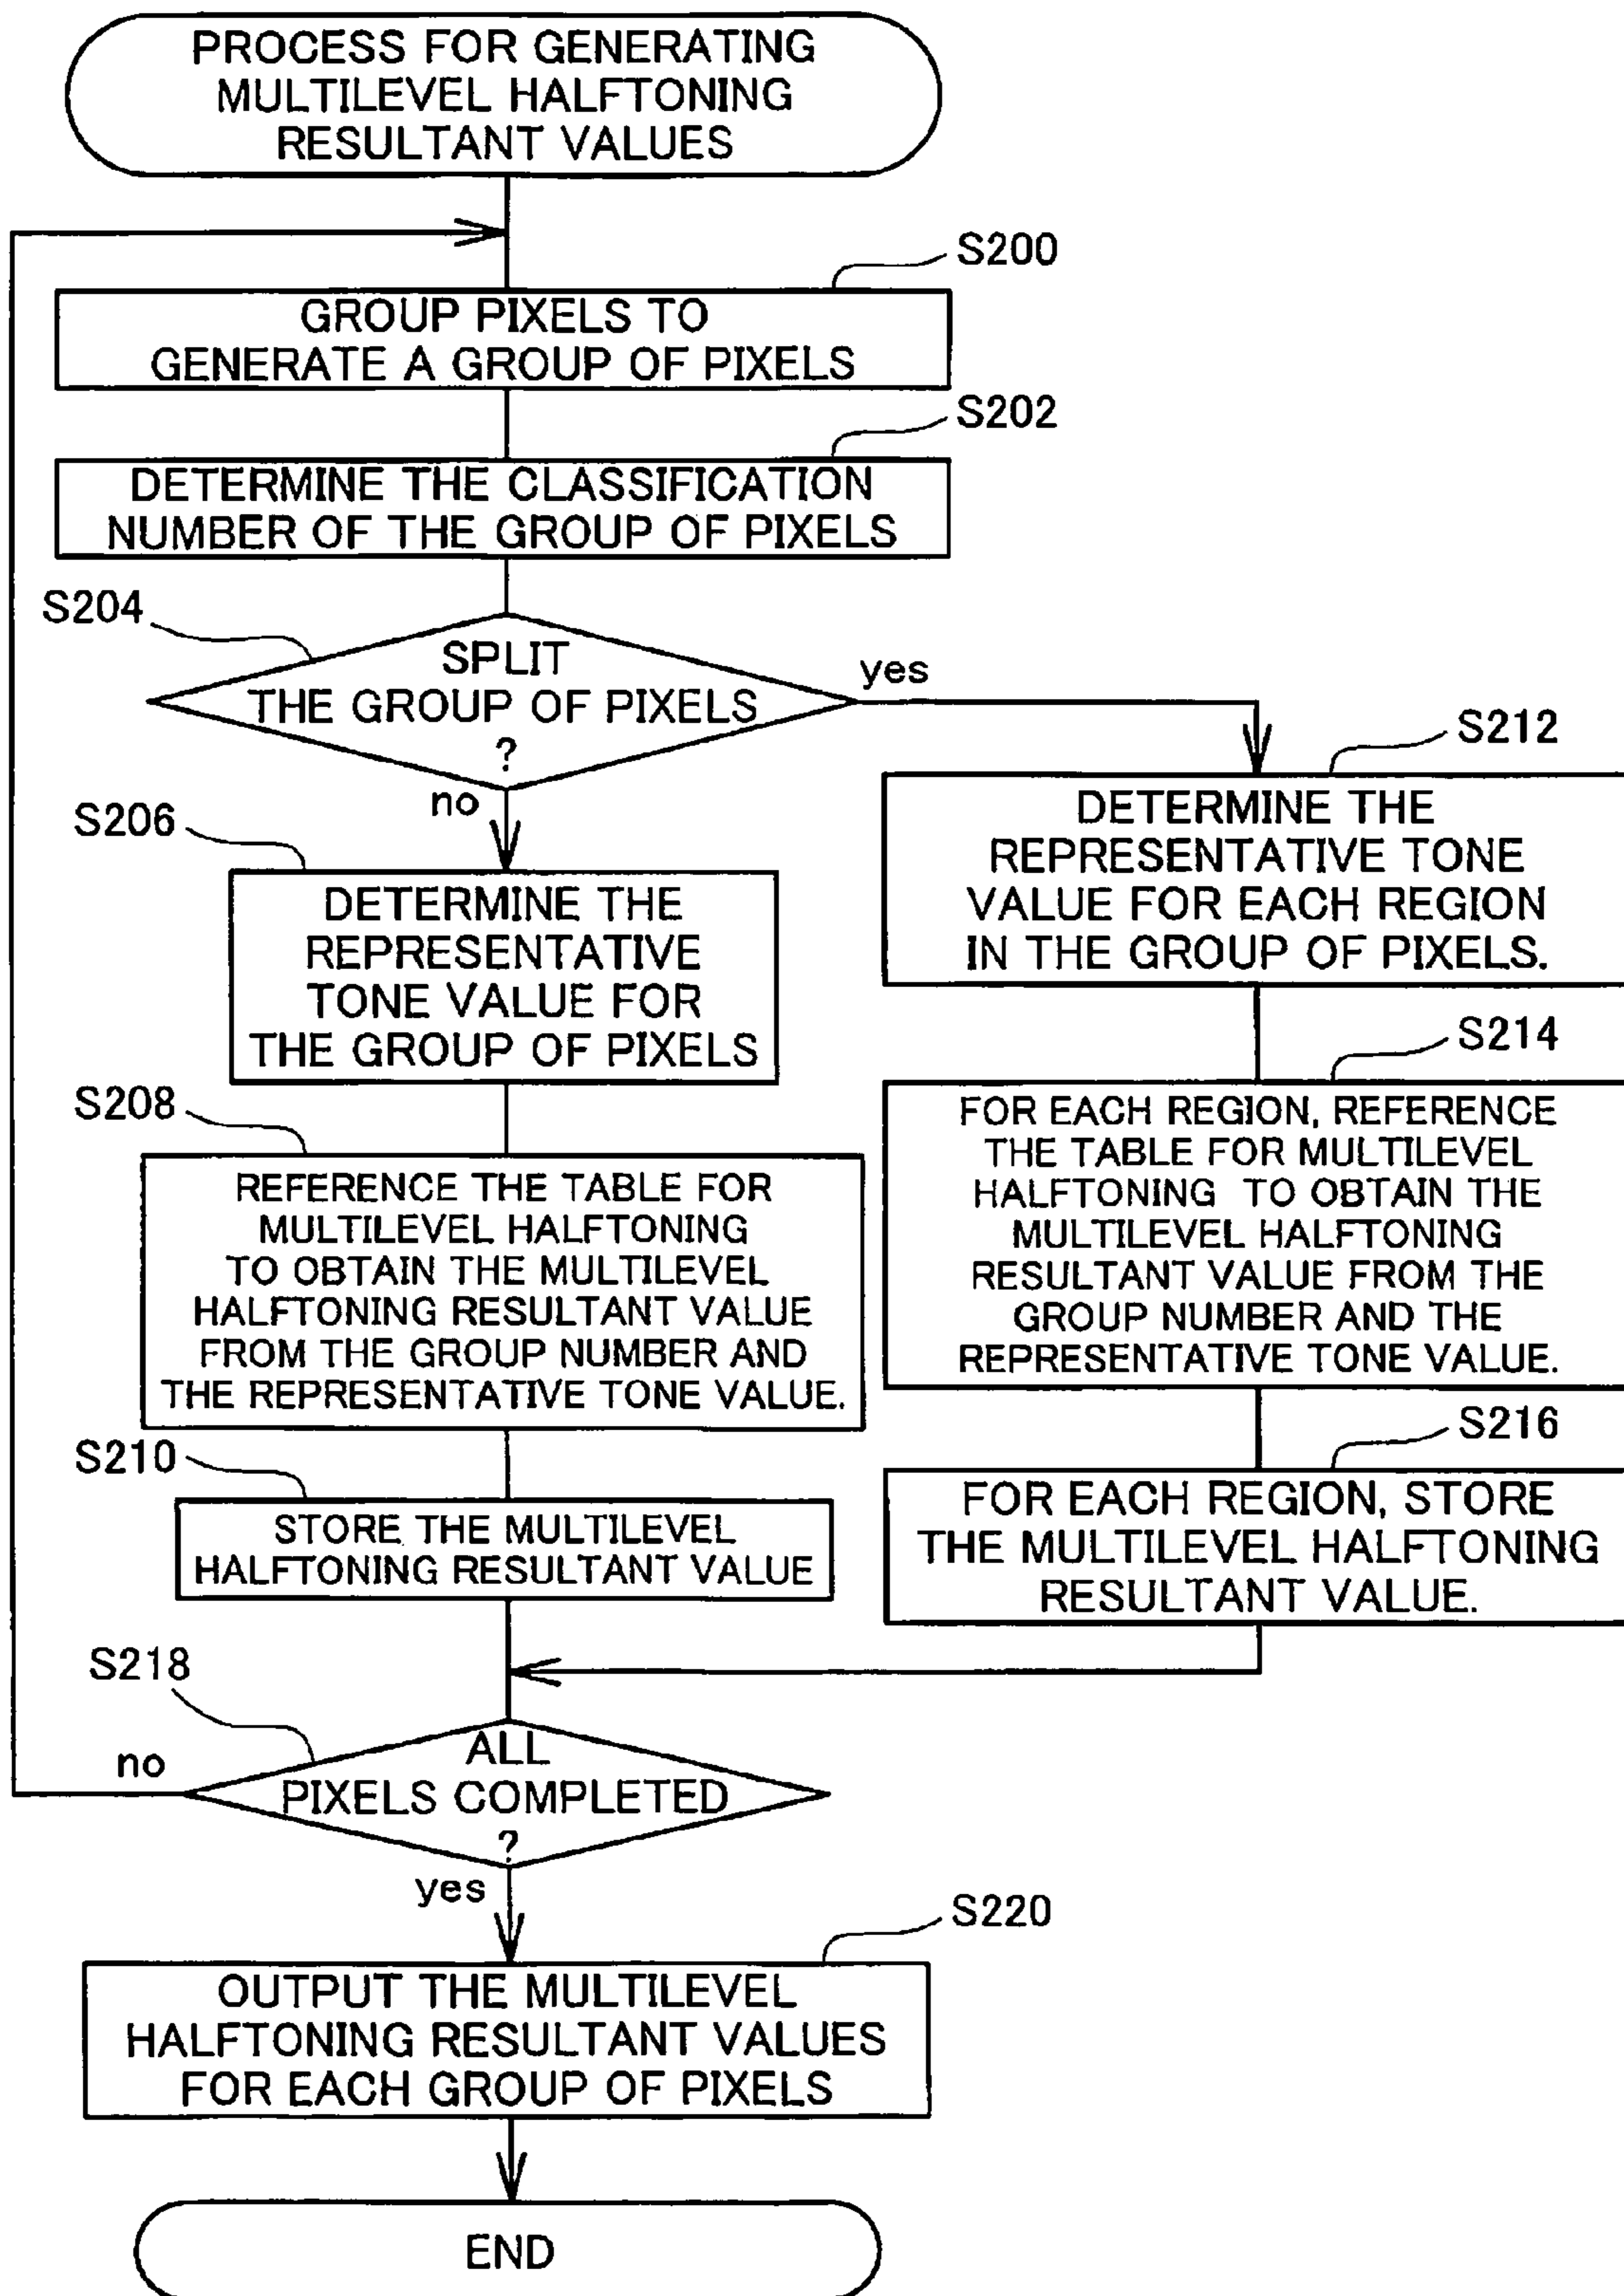 PROCESS FOR GENERATING
MULTILEVEL HALFTONING
RESULTANT VALUES
S200
GROUP PIXELS TO
GENERATE A GROUP OF PIXELS
S202
DETERMINE THE CLASSIFICATION
NUMBER OF THE GROUP OF PIXELS
S204
SPLIT
THE GROUP OF PIXELS
?
yes
no
S206
DETERMINE THE
REPRESENTATIVE
TONE VALUE FOR
THE GROUP OF PIXELS
S208
REFERENCE THE TABLE FOR
MULTILEVEL HALFTONING
TO OBTAIN THE MULTILEVEL
HALFTONING RESULTANT VALUE
FROM THE GROUP NUMBER AND
THE REPRESENTATIVE TONE VALUE.
S210
STORE THE MULTILEVEL
HALFTONING RESULTANT VALUE
S212
DETERMINE THE
REPRESENTATIVE TONE
VALUE FOR EACH REGION
IN THE GROUP OF PIXELS.
S214
FOR EACH REGION, REFERENCE
THE TABLE FOR MULTILEVEL
HALFTONING TO OBTAIN THE
MULTILEVEL HALFTONING
RESULTANT VALUE FROM THE
GROUP NUMBER AND THE
REPRESENTATIVE TONE VALUE.
S216
FOR EACH REGION, STORE
THE MULTILEVEL HALFTONING
RESULTANT VALUE.
S218
ALL
PIXELS COMPLETED
?
no
yes
S220
OUTPUT THE MULTILEVEL
HALFTONING RESULTANT VALUES
FOR EACH GROUP OF PIXELS
END